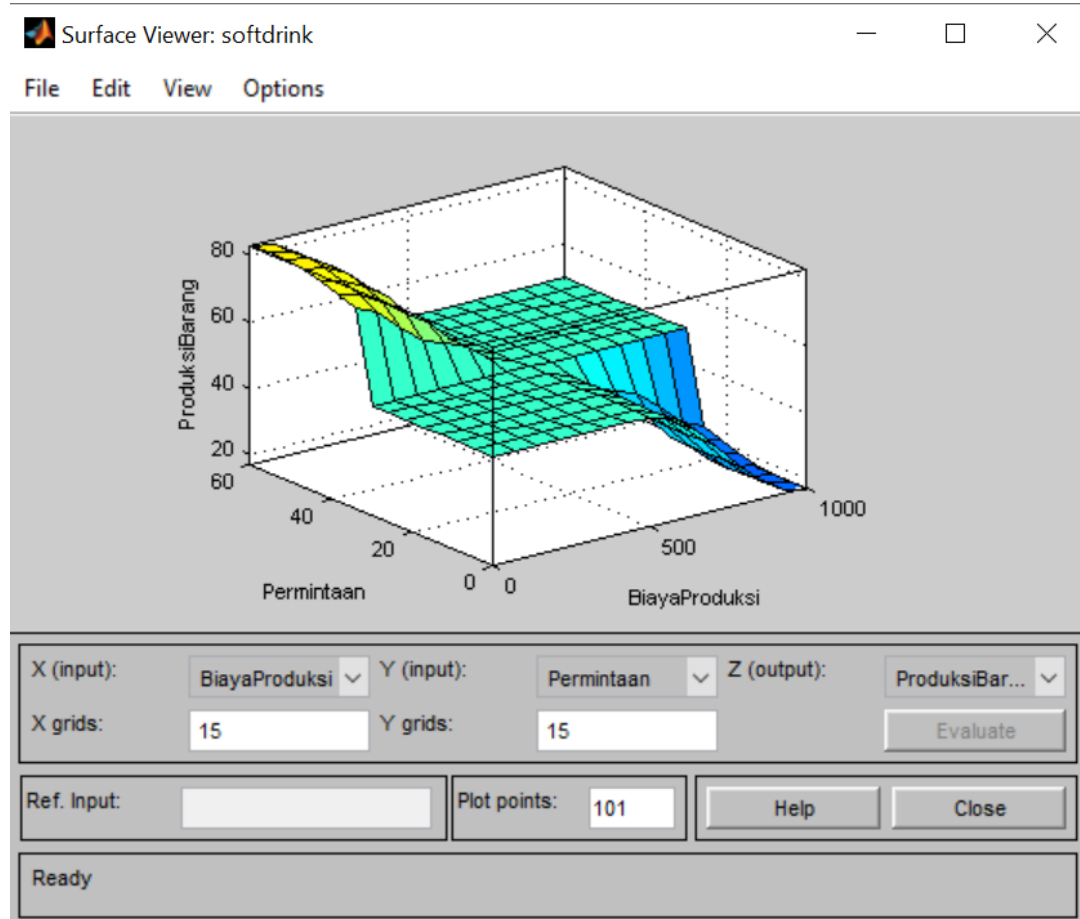 Surface Viewer: softdrink
File Edit View Options
80
60
40
20
ProduksiBarang
60
40
20
0
Permintaan
0
500
1000
BiayaProduksi
X (input): BiayaProduksi Y (input): Permintaan Z (output): ProduksiBar...
X grids: 15 Y grids: 15 Evaluate
Ref. Input: Plot points: 101 Help Close
Ready